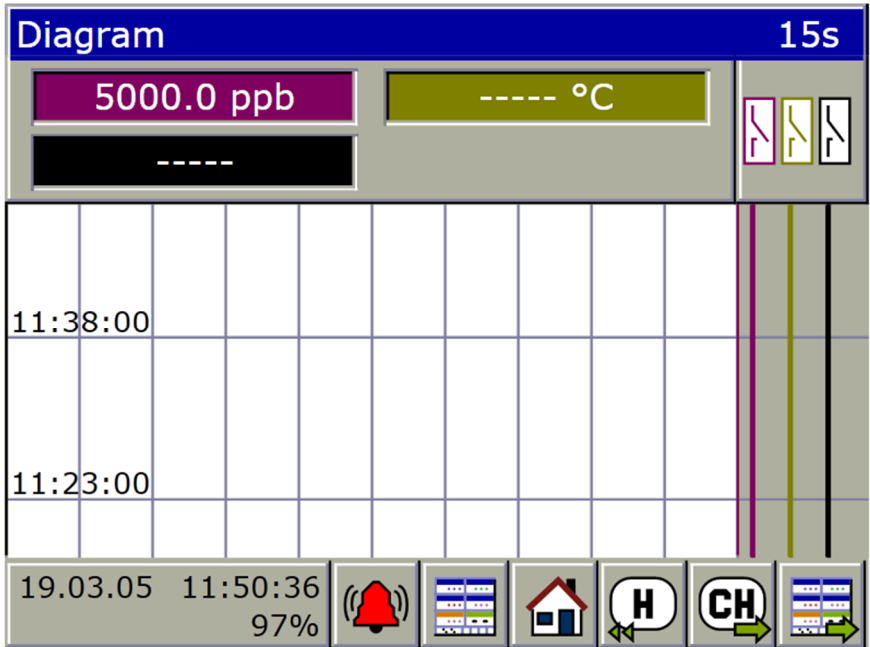 Diagram 15s
5000.0 ppb ----- °C
-----
11:38:00
11:23:00
19.03.05 11:50:36
97%
H CH